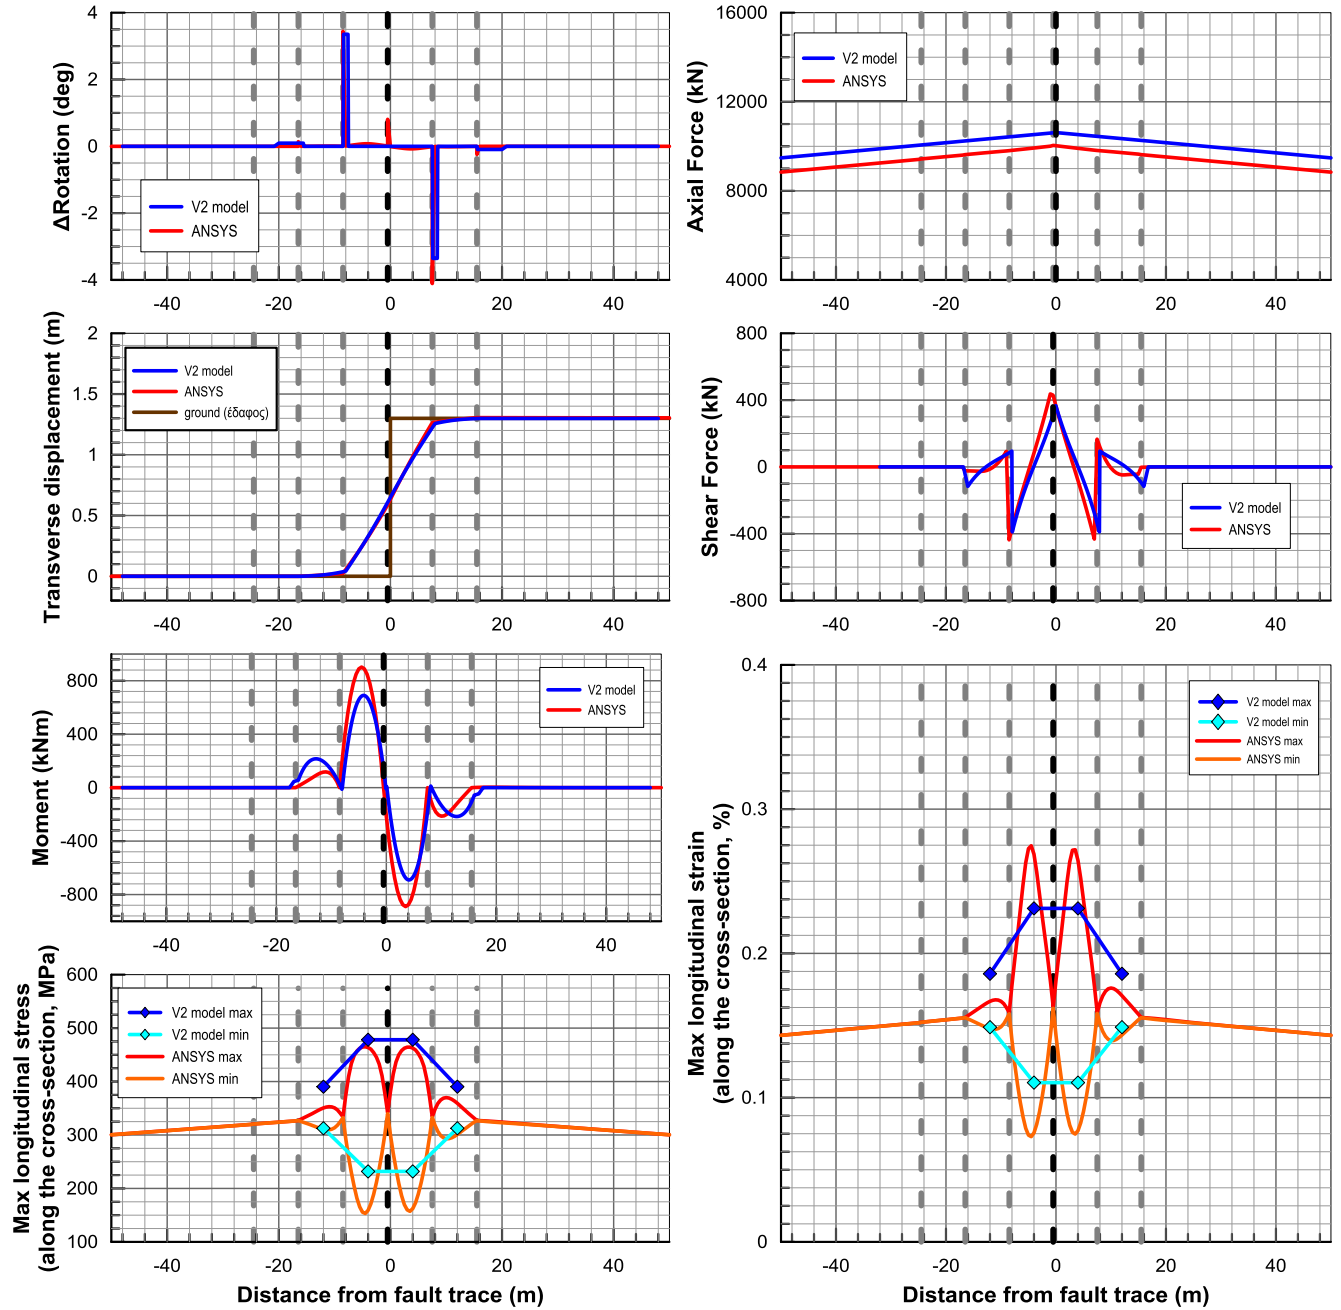 4
2
0
-2
-4
ΔRotation (deg)
V2 model
ANSYS
-40
-20
0
20
40
16000
12000
8000
4000
Axial Force (kN)
V2 model
ANSYS
-40
-20
0
20
40
2
1.5
1
0.5
0
Transverse displacement (m)
V2 model
ANSYS
ground (έδαφος)
-40
-20
0
20
40
800
400
0
-400
-800
Shear Force (kN)
V2 model
ANSYS
-40
-20
0
20
40
800
400
0
-400
-800
Moment (kNm)
V2 model
ANSYS
-40
-20
0
20
40
600
500
400
300
200
100
Max longitudinal stress
(along the cross-section, MPa)
V2 model max
V2 model min
ANSYS max
ANSYS min
-40
-20
0
20
40
Distance from fault trace (m)
0.4
0.3
0.2
0.1
0
Max longitudinal strain
(along the cross-section, %)
V2 model max
V2 model min
ANSYS max
ANSYS min
-40
-20
0
20
40
Distance from fault trace (m)